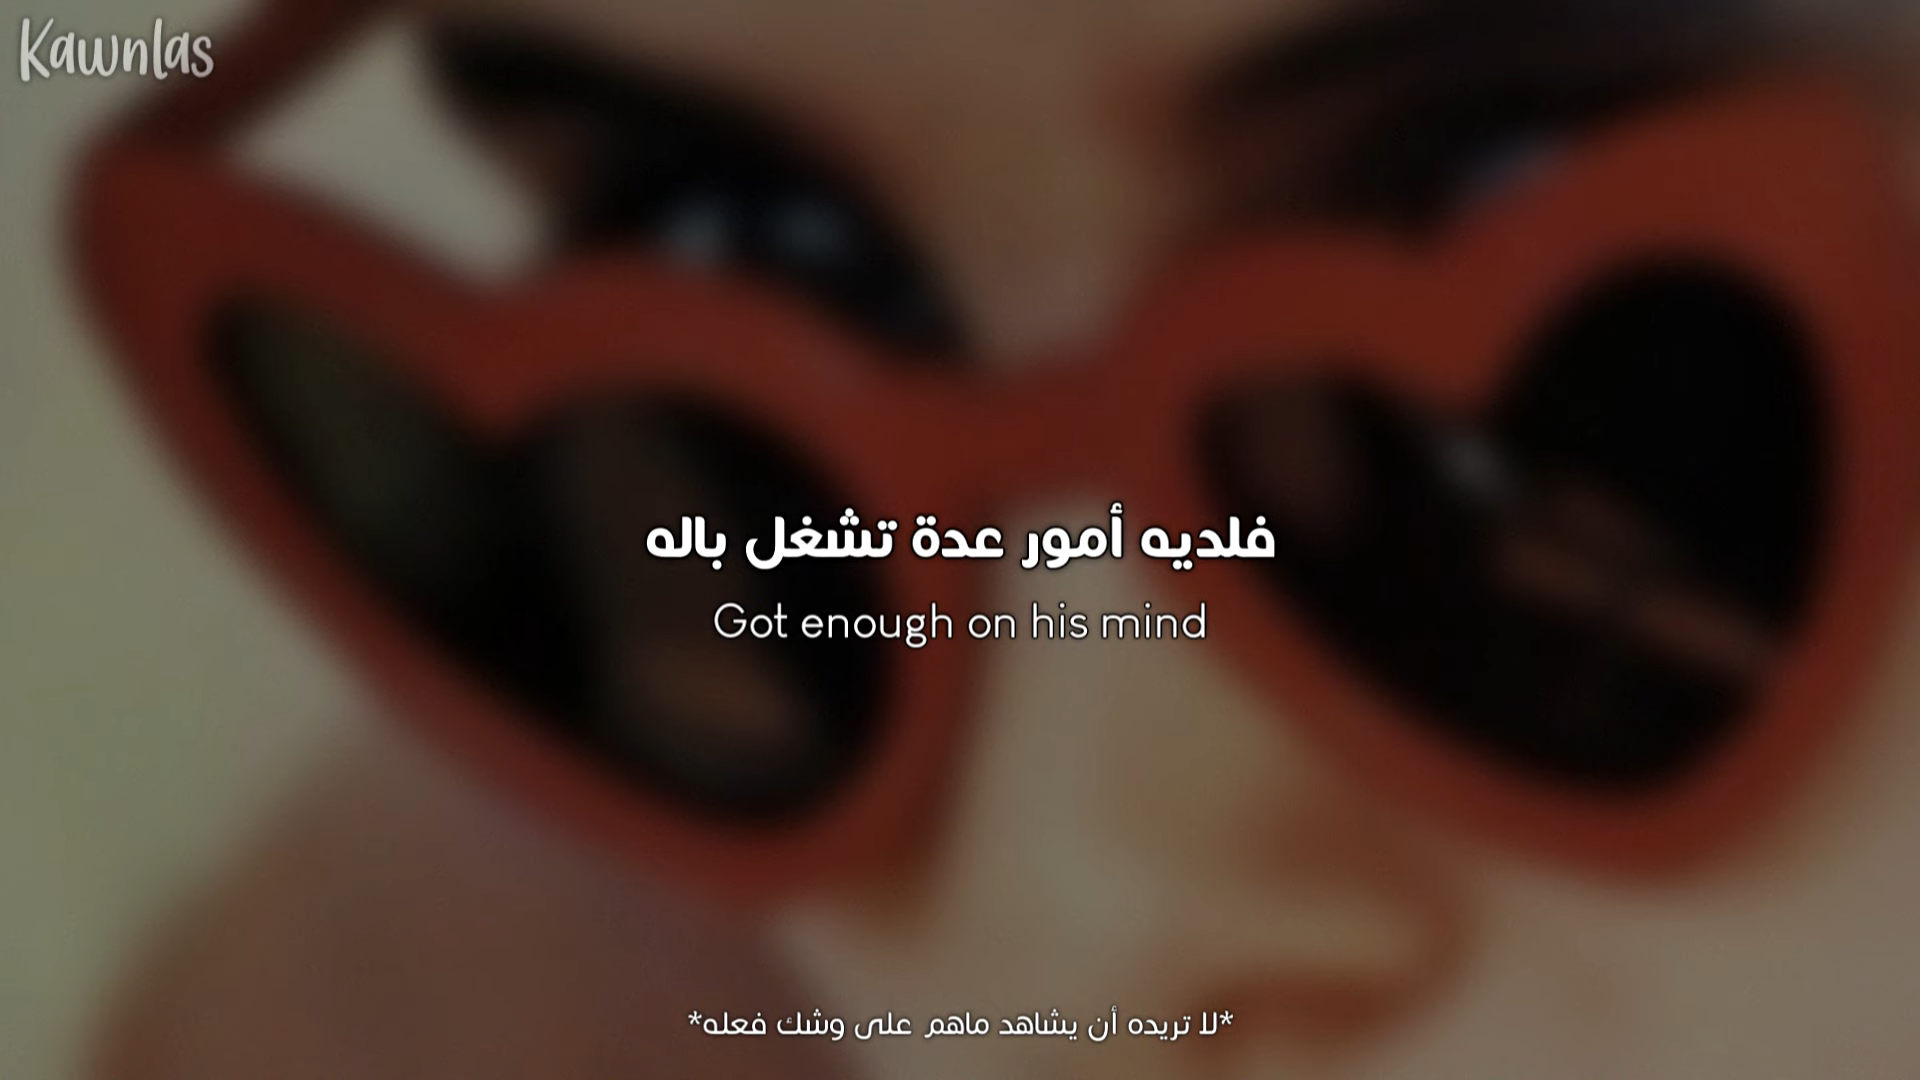 Kawnlas
فلديه أمور عدة تشغل باله
Got enough on his mind
*لا تريده أن يشاهد ماهم على وشك فعله*